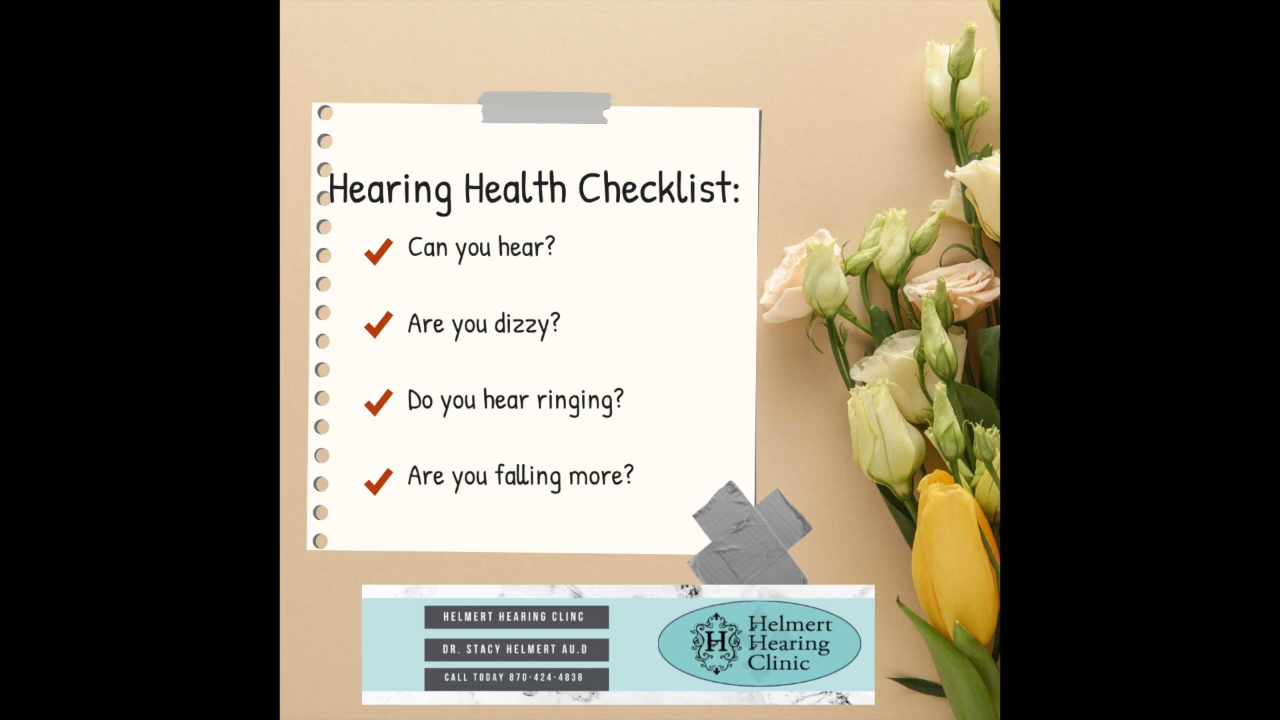 Hearing Health Checklist:
Can you hear?
Are you dizzy?
Do you hear ringing?
Are you falling more?
HELMERT HEARING CLINC
DR. STACY HELMERT AU.D
CALL TODAY 870-424-4838
H
Helmert
Hearing
Clinic